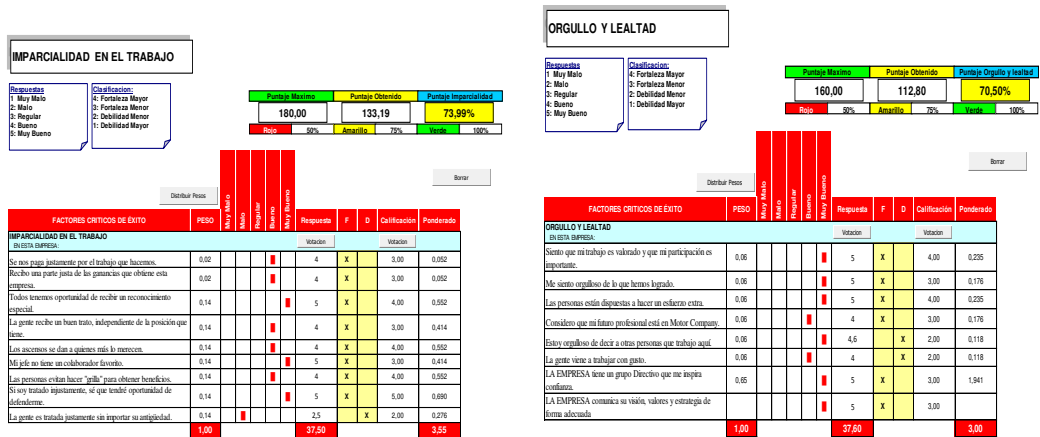 IMPARCIALIDAD EN EL TRABAJO
Respuestas
1 Muy Malo
2: Malo
3: Regular
4: Bueno
5: Muy Bueno
Clasificacion:
4: Fortaleza Mayor
3: Fortaleza Menor
2: Debilidad Menor
1: Debilidad Mayor
Puntaje Maximo Puntaje Obtenido Puntaje Imparcialidad
180,00 133,19 73,99%
Rojo 50% Amarillo 75% Verde 100%
Borrar
Distribuir Pesos
FACTORES CRITICOS DE ÉXITO PESO Muy Malo Malo Regular Bueno Muy Bueno Respuesta F D Calificación Ponderado
IMPARCIALIDAD EN EL TRABAJO
EN ESTA EMPRESA: Votacion Votacion
Se nos paga justamente por el trabajo que hacemos. 0,02 4 X 3,00 0,052
Recibo una parte justa de las ganancias que obtiene esta
empresa. 0,02 4 X 3,00 0,052
Todos tenemos oportunidad de recibir un reconocimiento
especial. 0,14 5 X 4,00 0,552
La gente recibe un buen trato, independiente de la posición que
tiene. 0,14 4 X 3,00 0,414
Los ascensos se dan a quienes más lo merecen. 0,14 4 X 4,00 0,552
Mi jefe no tiene un colaborador favorito. 0,14 5 X 3,00 0,414
Las personas evitan hacer "grilla" para obtener beneficios. 0,14 4 X 4,00 0,552
Si soy tratado injustamente, sé que tendré oportunidad de
defenderme. 0,14 5 X 5,00 0,690
La gente es tratada justamente sin importar su antigüedad. 0,14 2,5 X 2,00 0,276
1,00 37,50 3,55
ORGULLO Y LEALTAD
Respuestas
1 Muy Malo
2: Malo
3: Regular
4: Bueno
5: Muy Bueno
Clasificacion:
4: Fortaleza Mayor
3: Fortaleza Menor
2: Debilidad Menor
1: Debilidad Mayor
Puntaje Maximo Puntaje Obtenido Puntaje Orgullo y lealtad
160,00 112,80 70,50%
Rojo 50% Amarillo 75% Verde 100%
Borrar
Distribuir Pesos
FACTORES CRITICOS DE ÉXITO PESO Muy Malo Malo Regular Bueno Muy Bueno Respuesta F D Calificación Ponderado
ORGULLO Y LEALTAD
EN ESTA EMPRESA: Votacion Votacion
Siento que mi trabajo es valorado y que mi participación es
importante. 0,06 5 X 4,00 0,235
Me siento orgulloso de lo que hemos logrado. 0,06 5 X 3,00 0,176
Las personas están dispuestas a hacer un esfuerzo extra. 0,06 5 X 4,00 0,235
Considero que mi futuro profesional está en Motor Company. 0,06 4 X 3,00 0,176
Estoy orgulloso de decir a otras personas que trabajo aquí. 0,06 4,6 X 2,00 0,118
La gente viene a trabajar con gusto. 0,06 4 X 2,00 0,118
LA EMPRESA tiene un grupo Directivo que me inspira
confianza. 0,65 5 X 3,00 1,941
LA EMPRESA comunica su visión, valores y estrategia de
forma adecuada 5 X 3,00
1,00 37,60 3,00